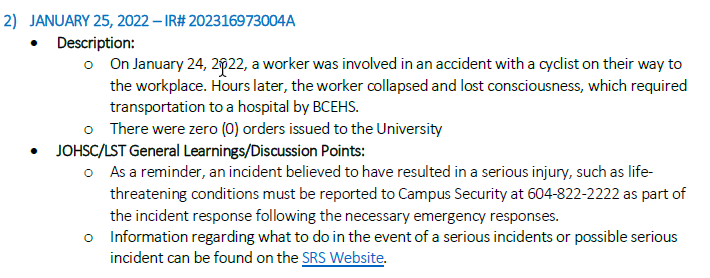 2) JANUARY 25, 2022 – IR# 202316973004A
• Description:
o On January 24, 2022, a worker was involved in an accident with a cyclist on their way to
the workplace. Hours later, the worker collapsed and lost consciousness, which required
transportation to a hospital by BCEHS.
o There were zero (0) orders issued to the University
• JOHSC/LST General Learnings/Discussion Points:
o As a reminder, an incident believed to have resulted in a serious injury, such as life-
threatening conditions must be reported to Campus Security at 604-822-2222 as part of
the incident response following the necessary emergency responses.
o Information regarding what to do in the event of a serious incidents or possible serious
incident can be found on the SRS Website.